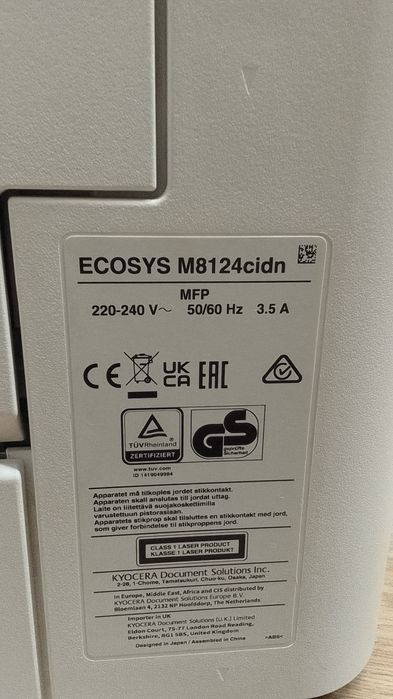 ECOSYS M8124cidn
MFP
220-240 V~ 50/60 Hz 3.5 A
CE UK CA EAC
TÜVRheinland
ZERTIFIZIERT
GS
geprüfte
Sicherheit
www.tuv.com
ID 1419049984
Apparatet må tilkoples jordet stikkontakt.
Apparaten skall anslutas till jordat uttag.
Laite on liitettävä suojakoskettimilla
varustettuun pistorasiaan.
Apparatets stikprop skal tilsluttes en stikkontakt med jord,
som giver forbindelse til stikproppens jord.
CLASS 1 LASER PRODUCT
KLASSE 1 LASER PRODUKT
KYOCERA Document Solutions Inc.
2-28, 1-Chome, Tamatsukuri, Chuo-ku, Osaka, Japan
In Europe, Middle East, Africa and CIS distributed by
KYOCERA Document Solutions Europe B.V.
Bloemlaan 4, 2132 NP Hoofddorp, The Netherlands
Importer in UK
KYOCERA Document Solutions (U.K.) Limited
Eldon Court, 75-77 London Road Reading,
Berkshire, RG1 5BS, United Kingdom
Designed in Japan / Assembled in China >ABS<